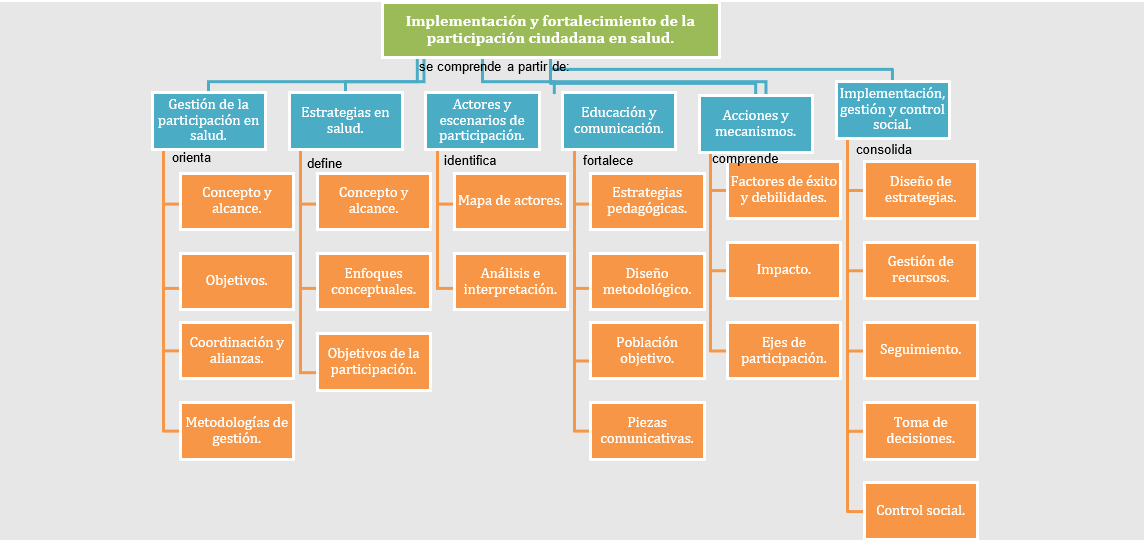 Implementación y fortalecimiento de la
participación ciudadana en salud.
se comprende a partir de:
Gestión de la
participación en
salud.
orienta
Concepto y
alcance.
Objetivos.
Coordinación y
alianzas.
Metodologías de
gestión.
Estrategias en
salud.
define
Concepto y
alcance.
Enfoques
conceptuales.
Objetivos de la
participación.
Actores y
escenarios de
participación.
identifica
Mapa de actores.
Análisis e
interpretación.
Educación y
comunicación.
fortalece
Estrategias
pedagógicas.
Diseño
metodológico.
Población
objetivo.
Piezas
comunicativas.
Acciones y
mecanismos.
comprende
Factores de éxito
y debilidades.
Impacto.
Ejes de
participación.
Implementación,
gestión y control
social.
consolida
Diseño de
estrategias.
Gestión de
recursos.
Seguimiento.
Toma de
decisiones.
Control social.